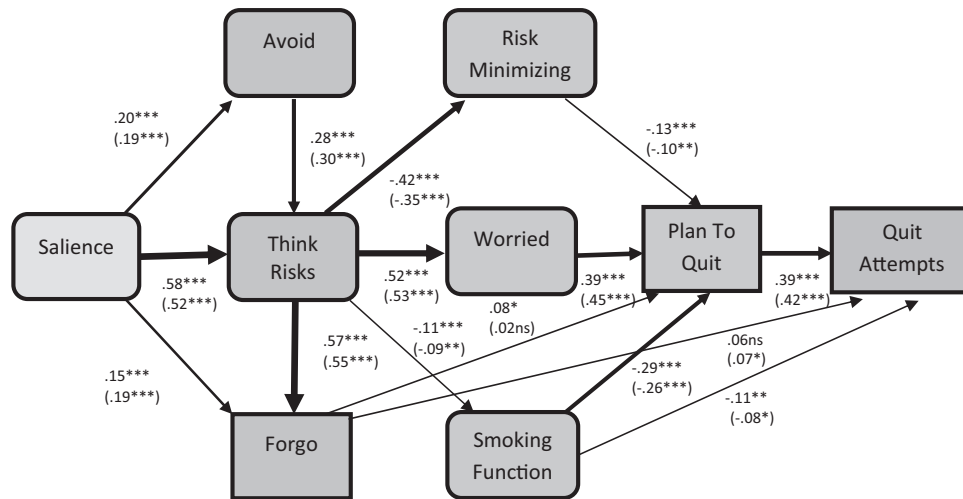 Avoid
Risk
Minimizing
.20***
(.19***)
.28***
(.30***)
-.13***
(-.10**)
-.42***
(-.35***)
Salience
Think
Risks
Worried
Plan To
Quit
Quit
Attempts
.58***
(.52***)
.52***
(.53***)
.08*
(.02ns)
.39***
(.45***)
.39***
(.42***)
.57***
(.55***)
-.11***
(-.09**)
.06ns
(.07*)
.15***
(.19***)
-.29***
(-.26***)
-.11**
(-.08*)
Forgo
Smoking
Function